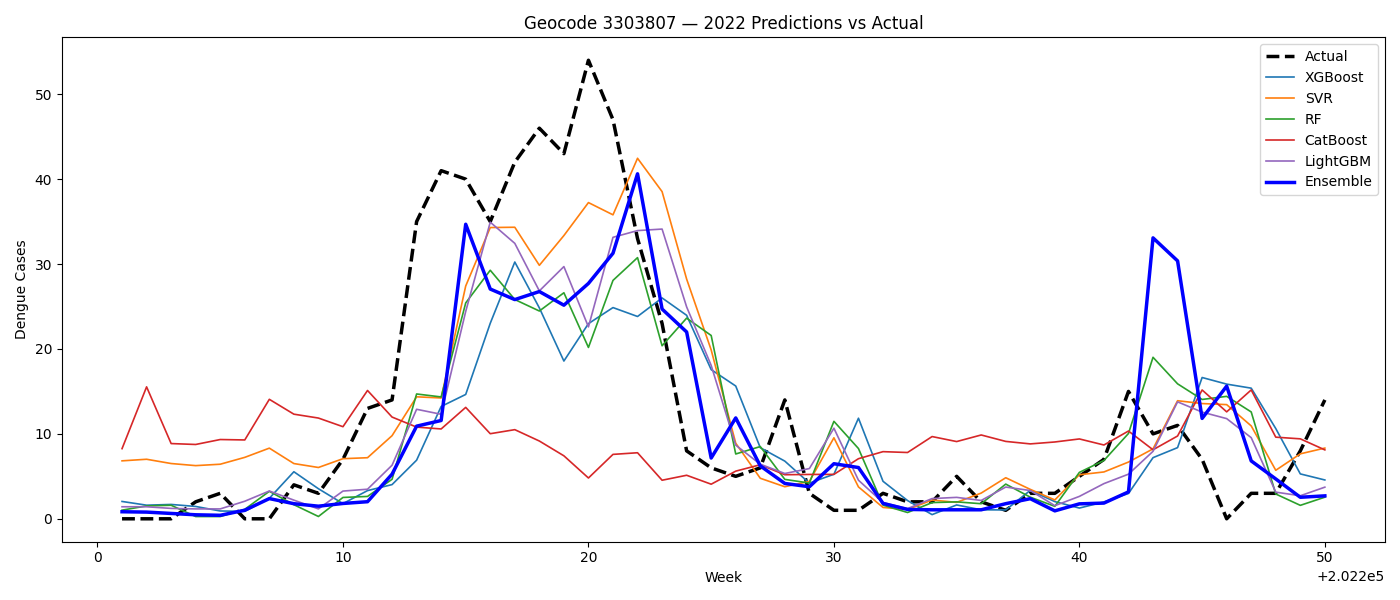 Geocode 3303807 — 2022 Predictions vs Actual
Dengue Cases
50
40
30
20
10
0
Actual
XGBoost
SVR
RF
CatBoost
LightGBM
Ensemble
0 10 20 30 40 50
+2.022e5
Week